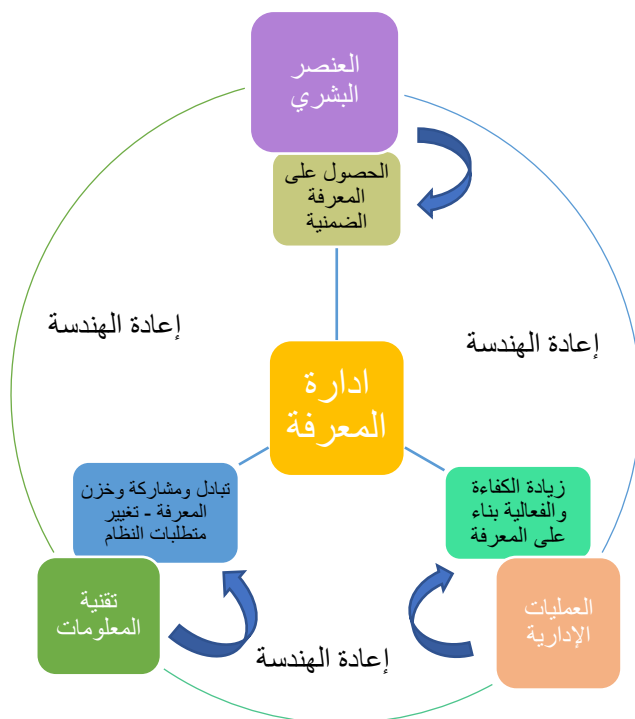 العنصر
البشري
الحصول على
المعرفة
الضمنية
إعادة الهندسة
إعادة الهندسة
ادارة
المعرفة
زيادة الكفاءة
والفعالية بناء
على المعرفة
تبادل ومشاركة وخزن
المعرفة - تغيير
متطلبات النظام
العمليات
الإدارية
تقنية
المعلومات
إعادة الهندسة